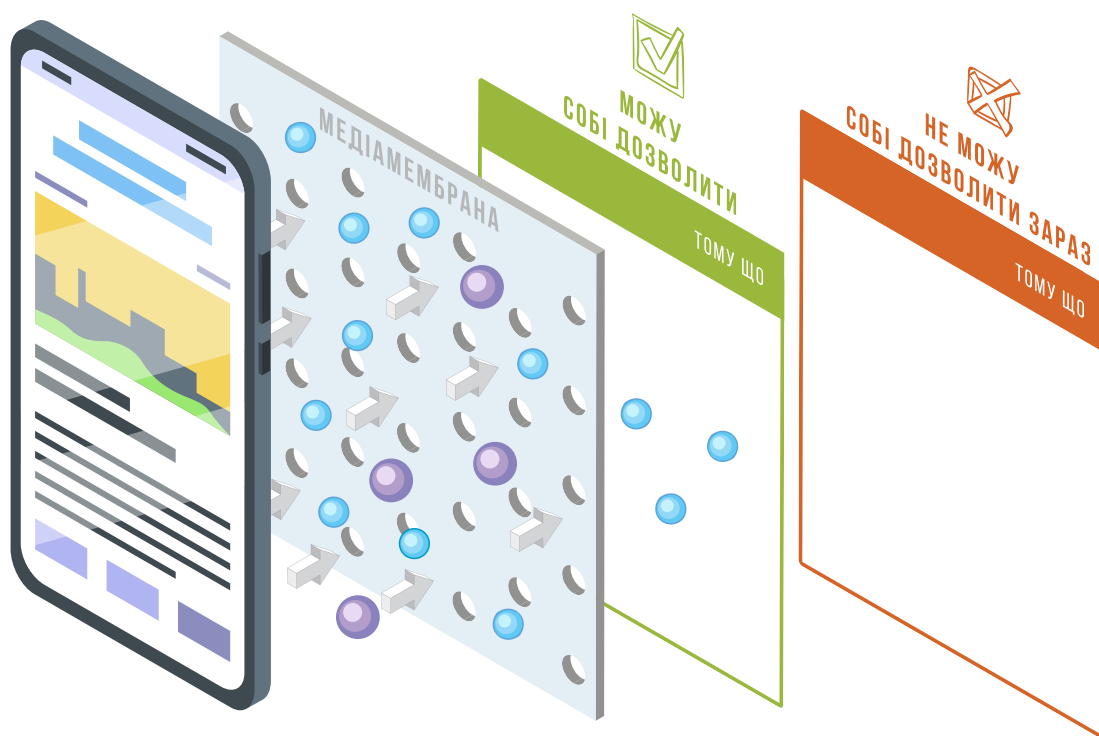 МЕДІАМЕМБРАНА
МОЖУ
СОБІ ДОЗВОЛИТИ
ТОМУ ЩО
НЕ МОЖУ
СОБІ ДОЗВОЛИТИ ЗАРАЗ
ТОМУ ЩО